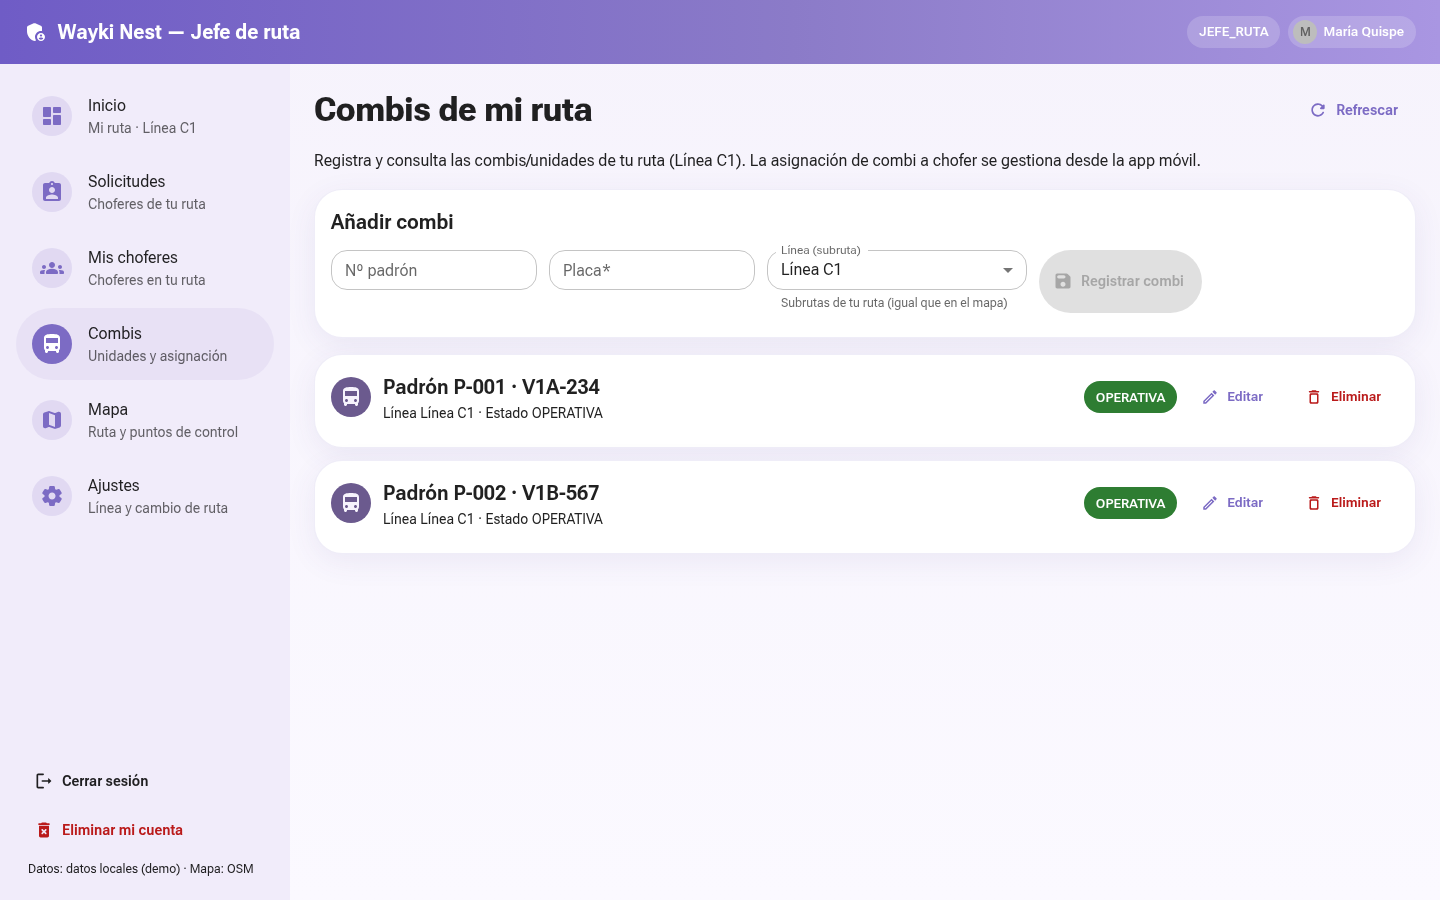 Wayki Nest — Jefe de ruta
JEFE_RUTA
M
María Quispe
Inicio
Mi ruta · Línea C1
Solicitudes
Choferes de tu ruta
Mis choferes
Choferes en tu ruta
Combis
Unidades y asignación
Mapa
Ruta y puntos de control
Ajustes
Línea y cambio de ruta
Cerrar sesión
Eliminar mi cuenta
Datos: datos locales (demo) · Mapa: OSM
Combis de mi ruta
Refrescar
Registra y consulta las combis/unidades de tu ruta (Línea C1). La asignación de combi a chofer se gestiona desde la app móvil.
Añadir combi
Nº padrón
Placa*
Línea (subruta)
Línea C1
Subrutas de tu ruta (igual que en el mapa)
Registrar combi
Padrón P-001 · V1A-234
Línea Línea C1 · Estado OPERATIVA
OPERATIVA
Editar
Eliminar
Padrón P-002 · V1B-567
Línea Línea C1 · Estado OPERATIVA
OPERATIVA
Editar
Eliminar